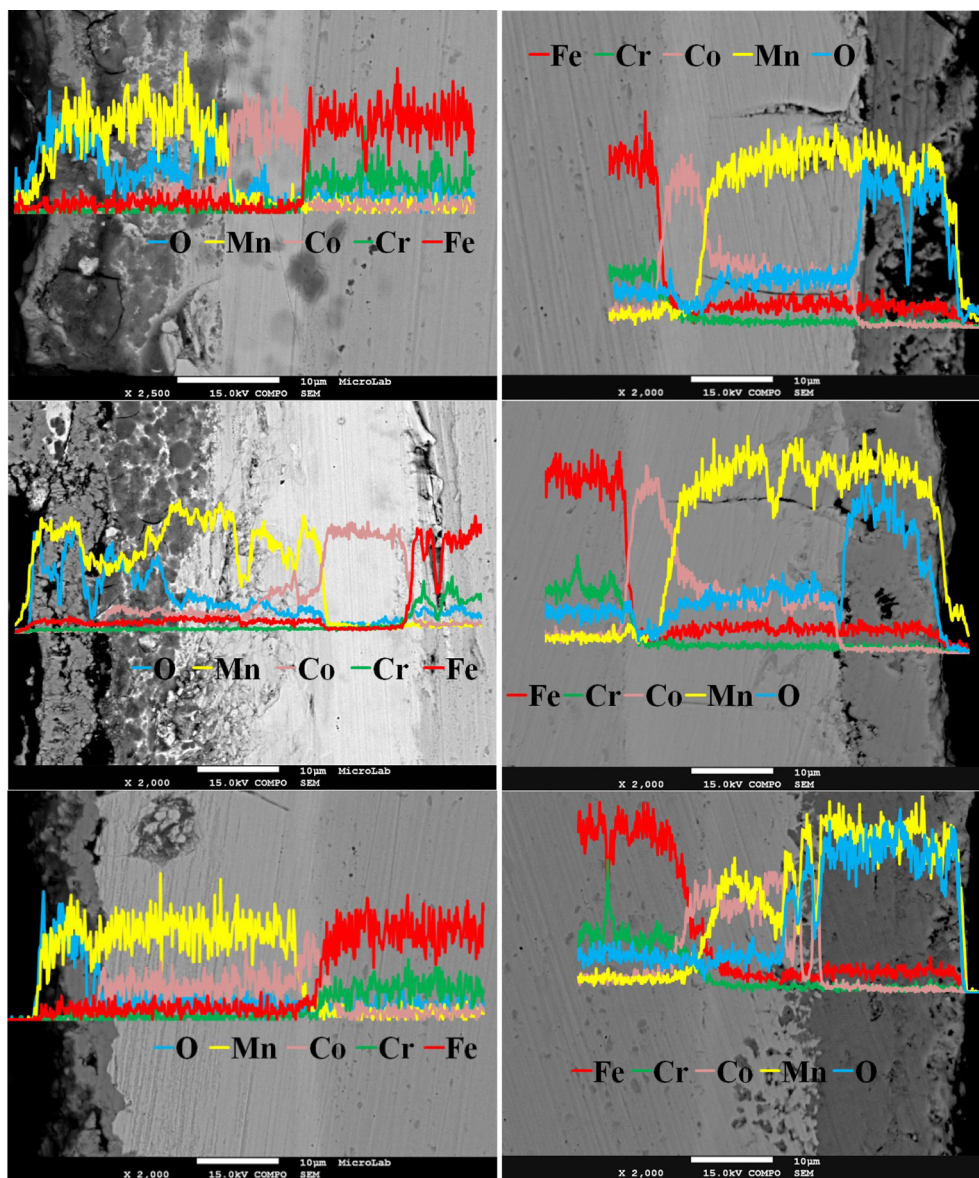 O Mn Co Cr Fe
10μm MicroLab
X 2,500 15.0kV COMPO SEM
Fe Cr Co Mn O
10μm
X 2,000 15.0kV COMPO SEM
O Mn Co Cr Fe
10μm MicroLab
X 2,000 15.0kV COMPO SEM
Fe Cr Co Mn O
10μm
X 2,000 15.0kV COMPO SEM
O Mn Co Cr Fe
10μm MicroLab
X 2,000 15.0kV COMPO SEM
Fe Cr Co Mn O
10μm
X 2,000 15.0kV COMPO SEM